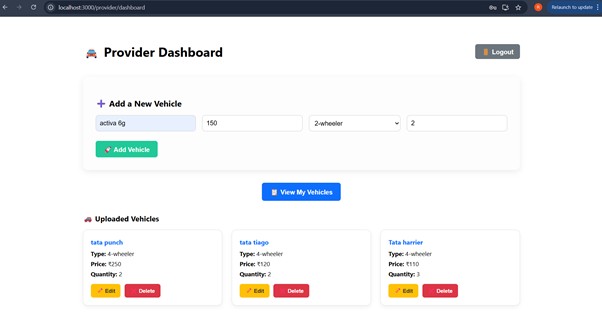 localhost:3000/provider/dashboard
Relaunch to update
Provider Dashboard
Logout
Add a New Vehicle
activa 6g 150 2-wheeler 2
Add Vehicle
View My Vehicles
Uploaded Vehicles
tata punch
Type: 4-wheeler
Price: ₹250
Quantity: 2
Edit Delete
tata tiago
Type: 4-wheeler
Price: ₹120
Quantity: 2
Edit Delete
Tata harrier
Type: 4-wheeler
Price: ₹110
Quantity: 3
Edit Delete